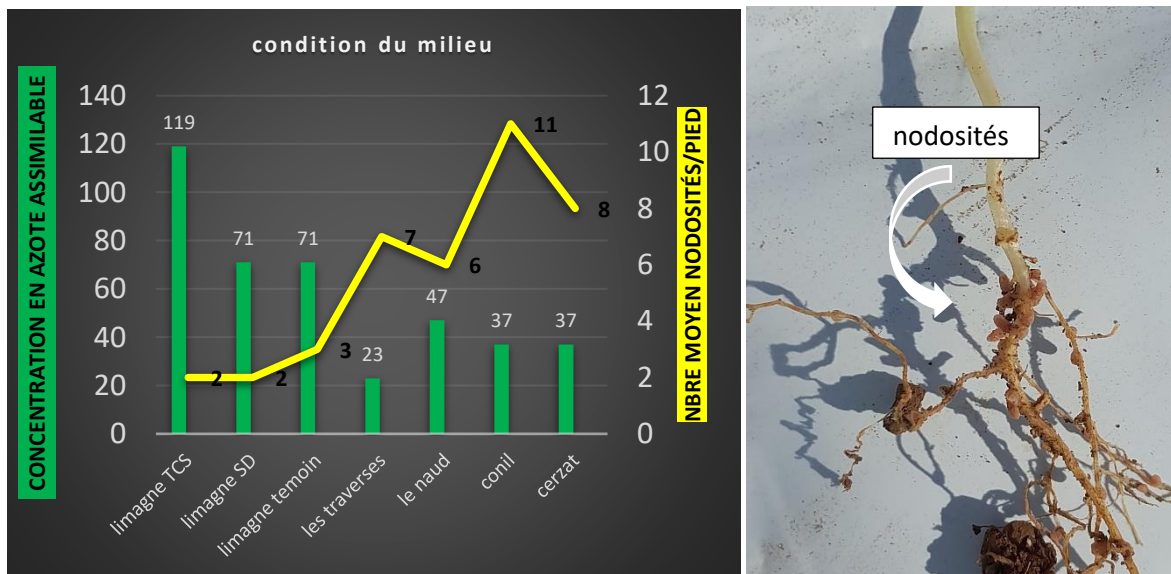 condition du milieu
CONCENTRATION EN AZOTE ASSIMILABLE
140
120
100
80
60
40
20
0
119
71
71
23
47
37
37
2
2
3
7
6
11
8
12
10
8
6
4
2
0
NBRE MOYEN NODOSITÉS/PIED
limagne TCS
limagne SD
limagne temoin
les traverses
le naud
conil
cerzat
nodosités